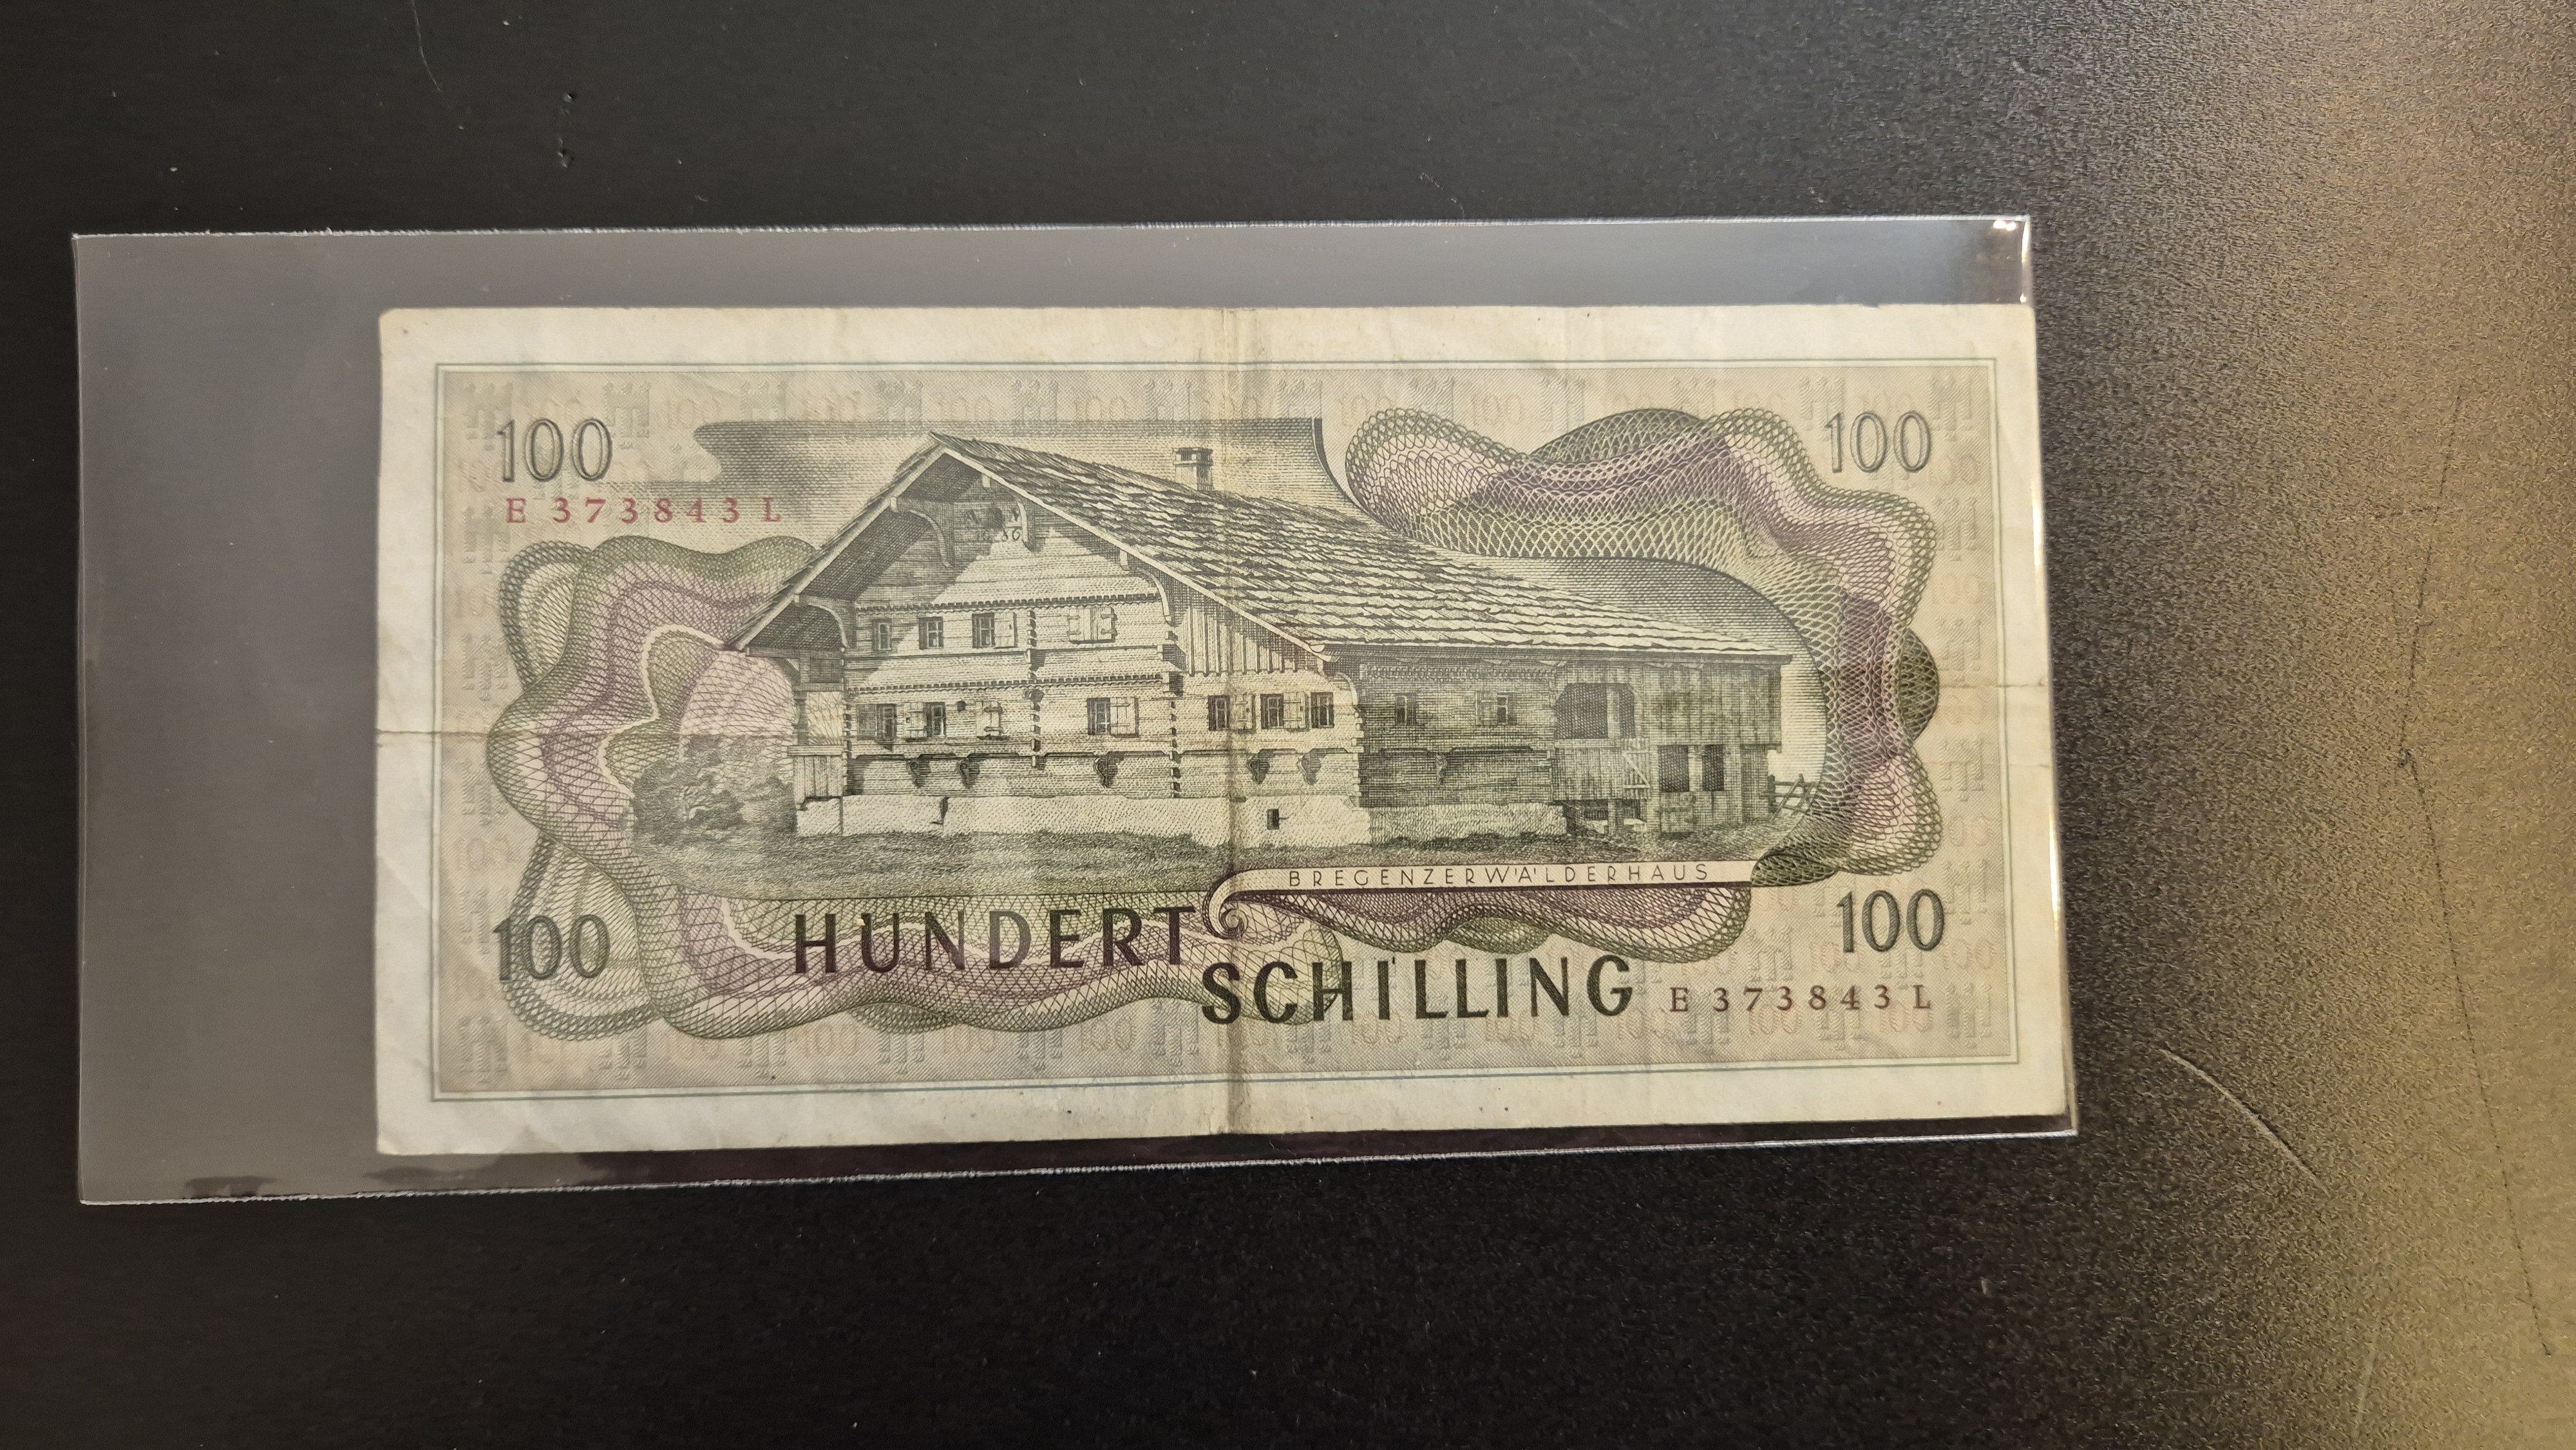 100
100
E 373843 L
BREGENZERWÄLDERHAUS
100
HUNDERT
100
SCHILLING
E 373843 L